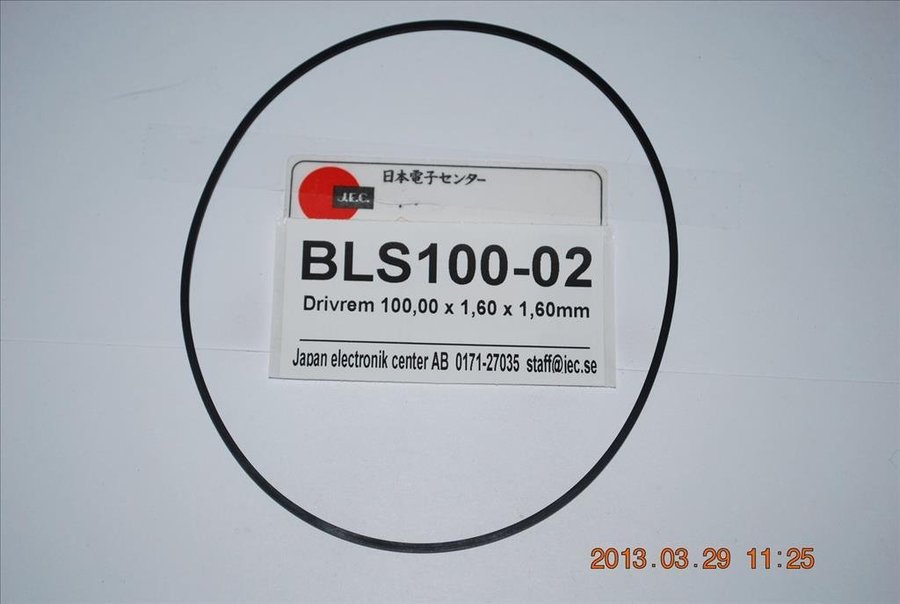 日本電子センター
J.E.C.
BLS100-02
Drivrem 100,00 x 1,60 x 1,60mm
Japan electronik center AB 0171-27035 staff@jec.se
2013.03.29 11:25